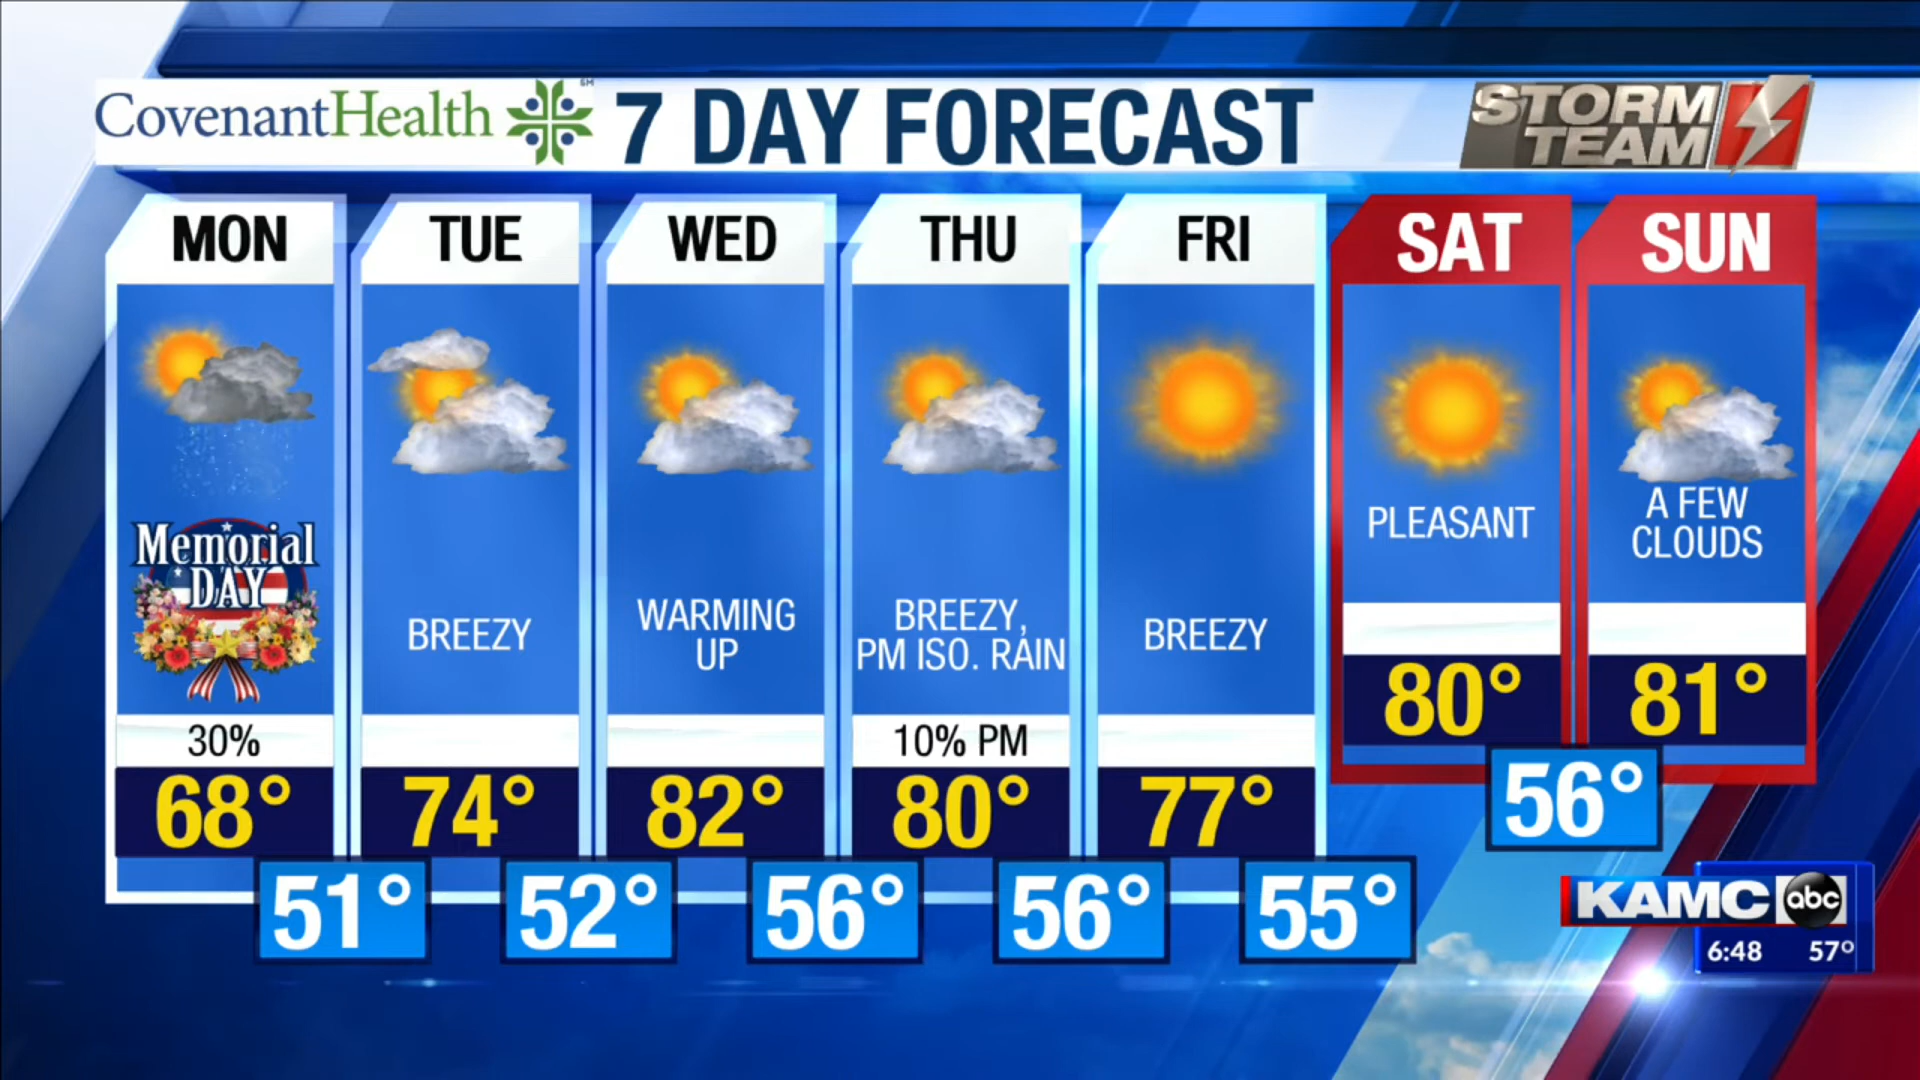 CovenantHealth SM 7 DAY FORECAST
STORM
TEAM
MON TUE WED THU FRI SAT SUN
Memorial
DAY
BREEZY
WARMING
UP
BREEZY,
PM ISO. RAIN
BREEZY
PLEASANT
A FEW
CLOUDS
30% 10% PM
68° 74° 82° 80° 77° 80° 81°
51° 52° 56° 56° 55° 56°
KAMC abc
6:48 57°